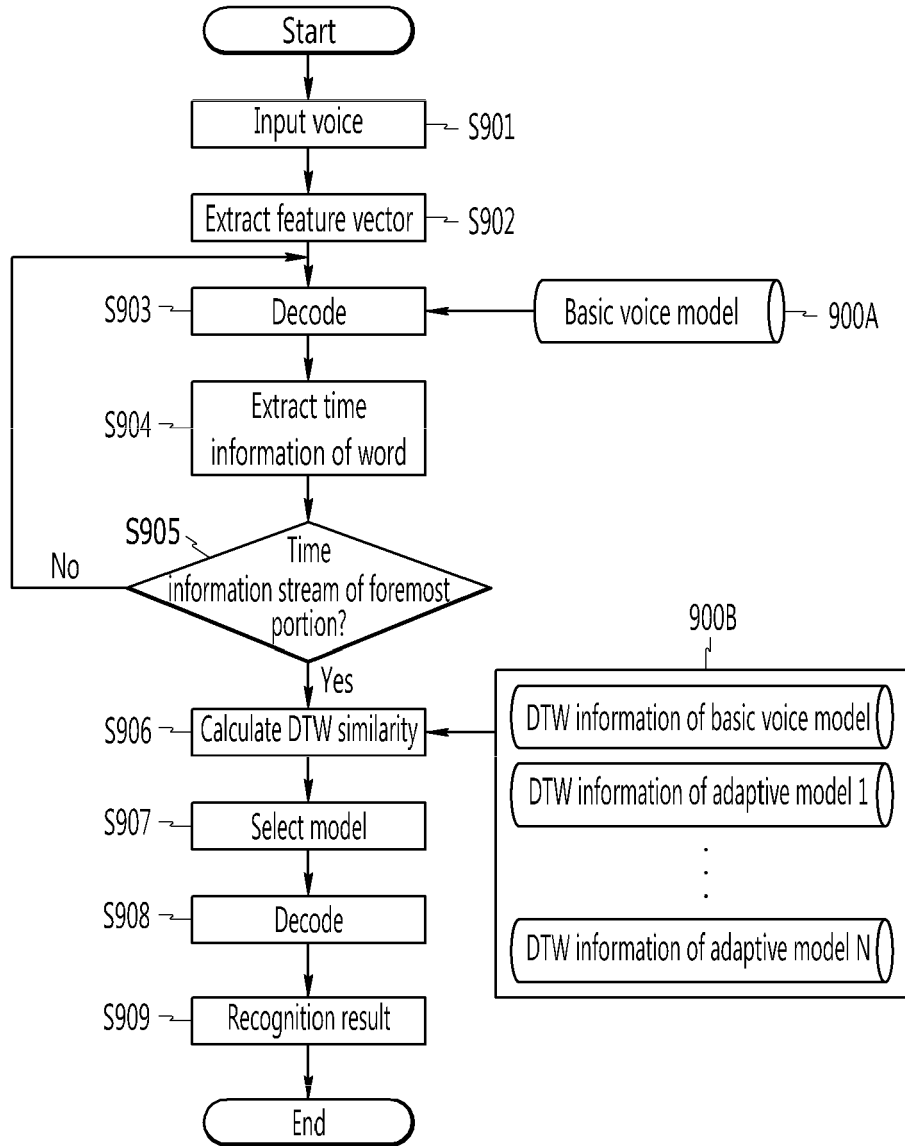 Start
Input voice
S901
Extract feature vector
S902
S903
Decode
Basic voice model
900A
S904
Extract time
information of word
S905
Time
information stream of foremost
portion?
No
Yes
900B
S906
Calculate DTW similarity
DTW information of basic voice model
DTW information of adaptive model 1
S907
Select model
.
.
.
S908
Decode
DTW information of adaptive model N
S909
Recognition result
End